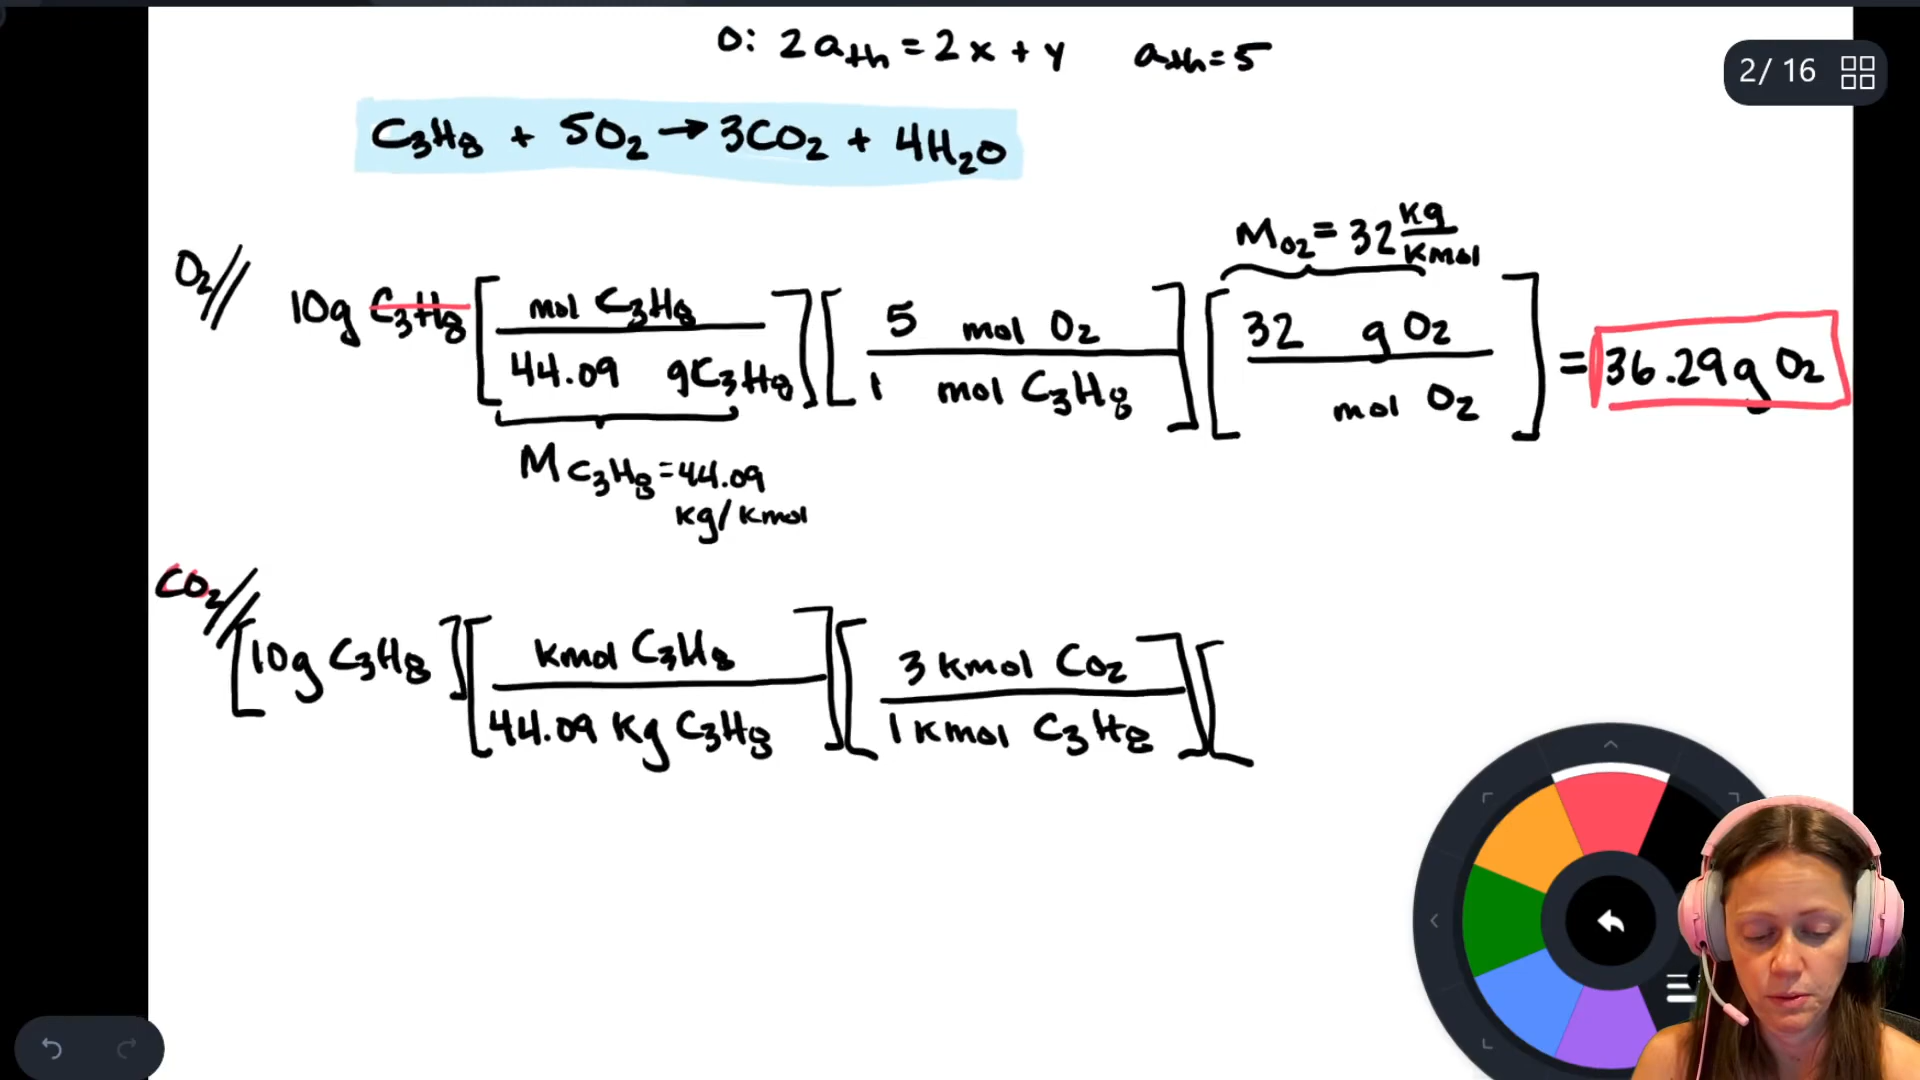 O: 2a_th = 2x + y    a_th = 5
2/ 16
C₃H₈ + 5O₂ → 3CO₂ + 4H₂O
M_O₂ = 32 kg/kmol
O₂// 10g C₃H₈ [mol C₃H₈ / 44.09 gC₃H₈] [5 mol O₂ / 1 mol C₃H₈] [32 g O₂ / mol O₂] = 36.29g O₂
M C₃H₈ = 44.09
kg/kmol
CO₂//
[10g C₃H₈] [kmol C₃H₈ / 44.09 kg C₃H₈] [3 kmol CO₂ / 1 kmol C₃H₈] [